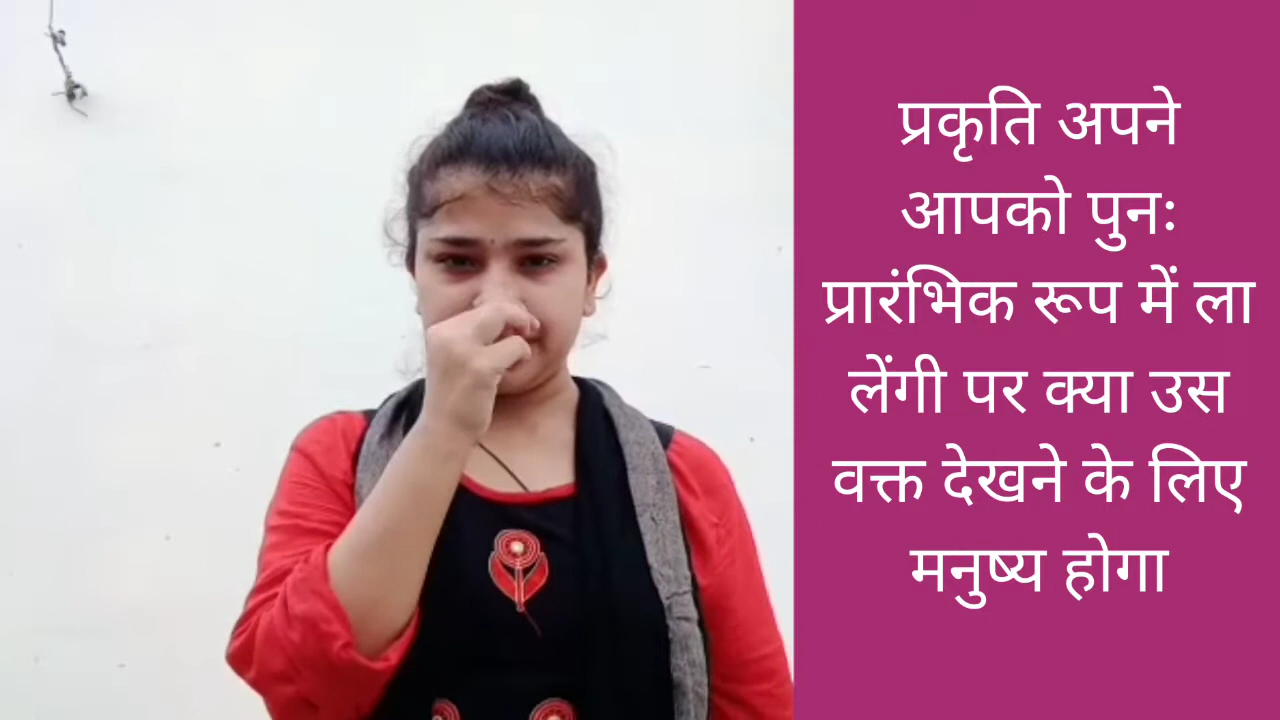 प्रकृति अपने
आपको पुनः
प्रारंभिक रूप में ला
लेंगी पर क्या उस
वक्त देखने के लिए
मनुष्य होगा